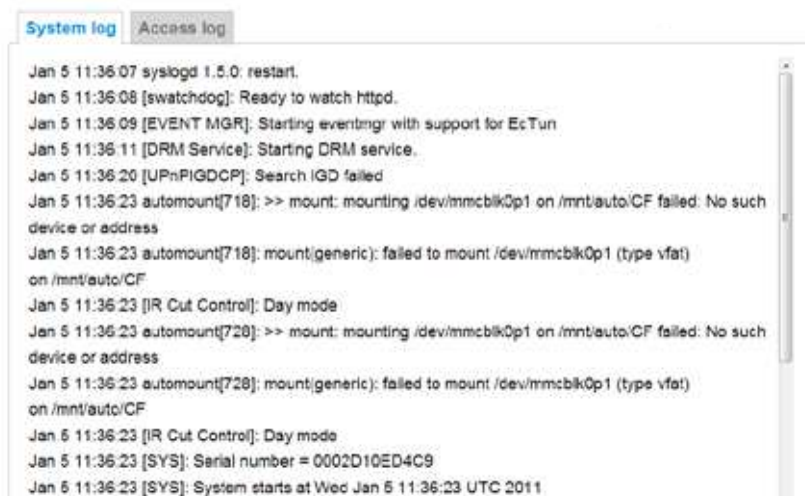 System log Access log
Jan 5 11:36:07 syslogd 1.5.0: restart.
Jan 5 11:36:08 [swatchdog]: Ready to watch httpd.
Jan 5 11:36:09 [EVENT MGR]: Starting eventmgr with support for EcTun
Jan 5 11:36:11 [DRM Service]: Starting DRM service.
Jan 5 11:36:20 [UPnPIGDCP]: Search IGD failed
Jan 5 11:36:23 automount[718]: >> mount: mounting /dev/mmcblk0p1 on /mnt/auto/CF failed: No such
device or address
Jan 5 11:36:23 automount[718]: mount(generic): failed to mount /dev/mmcblk0p1 (type vfat)
on /mnt/auto/CF
Jan 5 11:36:23 [IR Cut Control]: Day mode
Jan 5 11:36:23 automount[728]: >> mount: mounting /dev/mmcblk0p1 on /mnt/auto/CF failed: No such
device or address
Jan 5 11:36:23 automount[728]: mount(generic): failed to mount /dev/mmcblk0p1 (type vfat)
on /mnt/auto/CF
Jan 5 11:36:23 [IR Cut Control]: Day mode
Jan 5 11:36:23 [SYS]: Serial number = 0002D10ED4C9
Jan 5 11:36:23 [SYS]: System starts at Wed Jan 5 11:36:23 UTC 2011